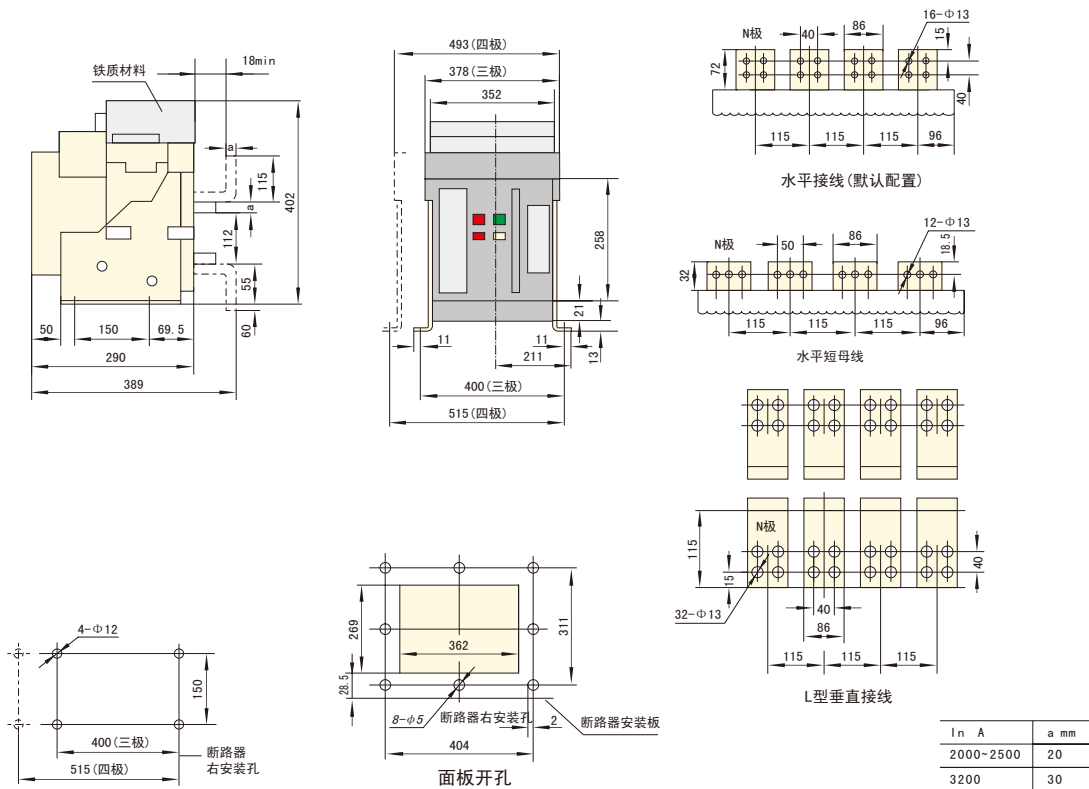 铁质材料
18min
a
115
a
402
112
55
60
50
150
69.5
290
389
493(四极)
378(三极)
352
258
21
13
11
11
211
400(三极)
515(四极)
16-Φ13
N极
40
86
15
72
40
115
115
115
96
水平接线(默认配置)
12-Φ13
N极
50
86
18.5
32
115
115
115
96
水平短母线
N极
115
15
40
32-Φ13
40
86
115
115
115
L型垂直接线
4-Φ12
150
400(三极)
515(四极)
断路器
右安装孔
269
362
311
28.5
8-Φ5
断路器右安装孔
2
断路器安装板
404
面板开孔
In A
a mm
2000~2500
20
3200
30